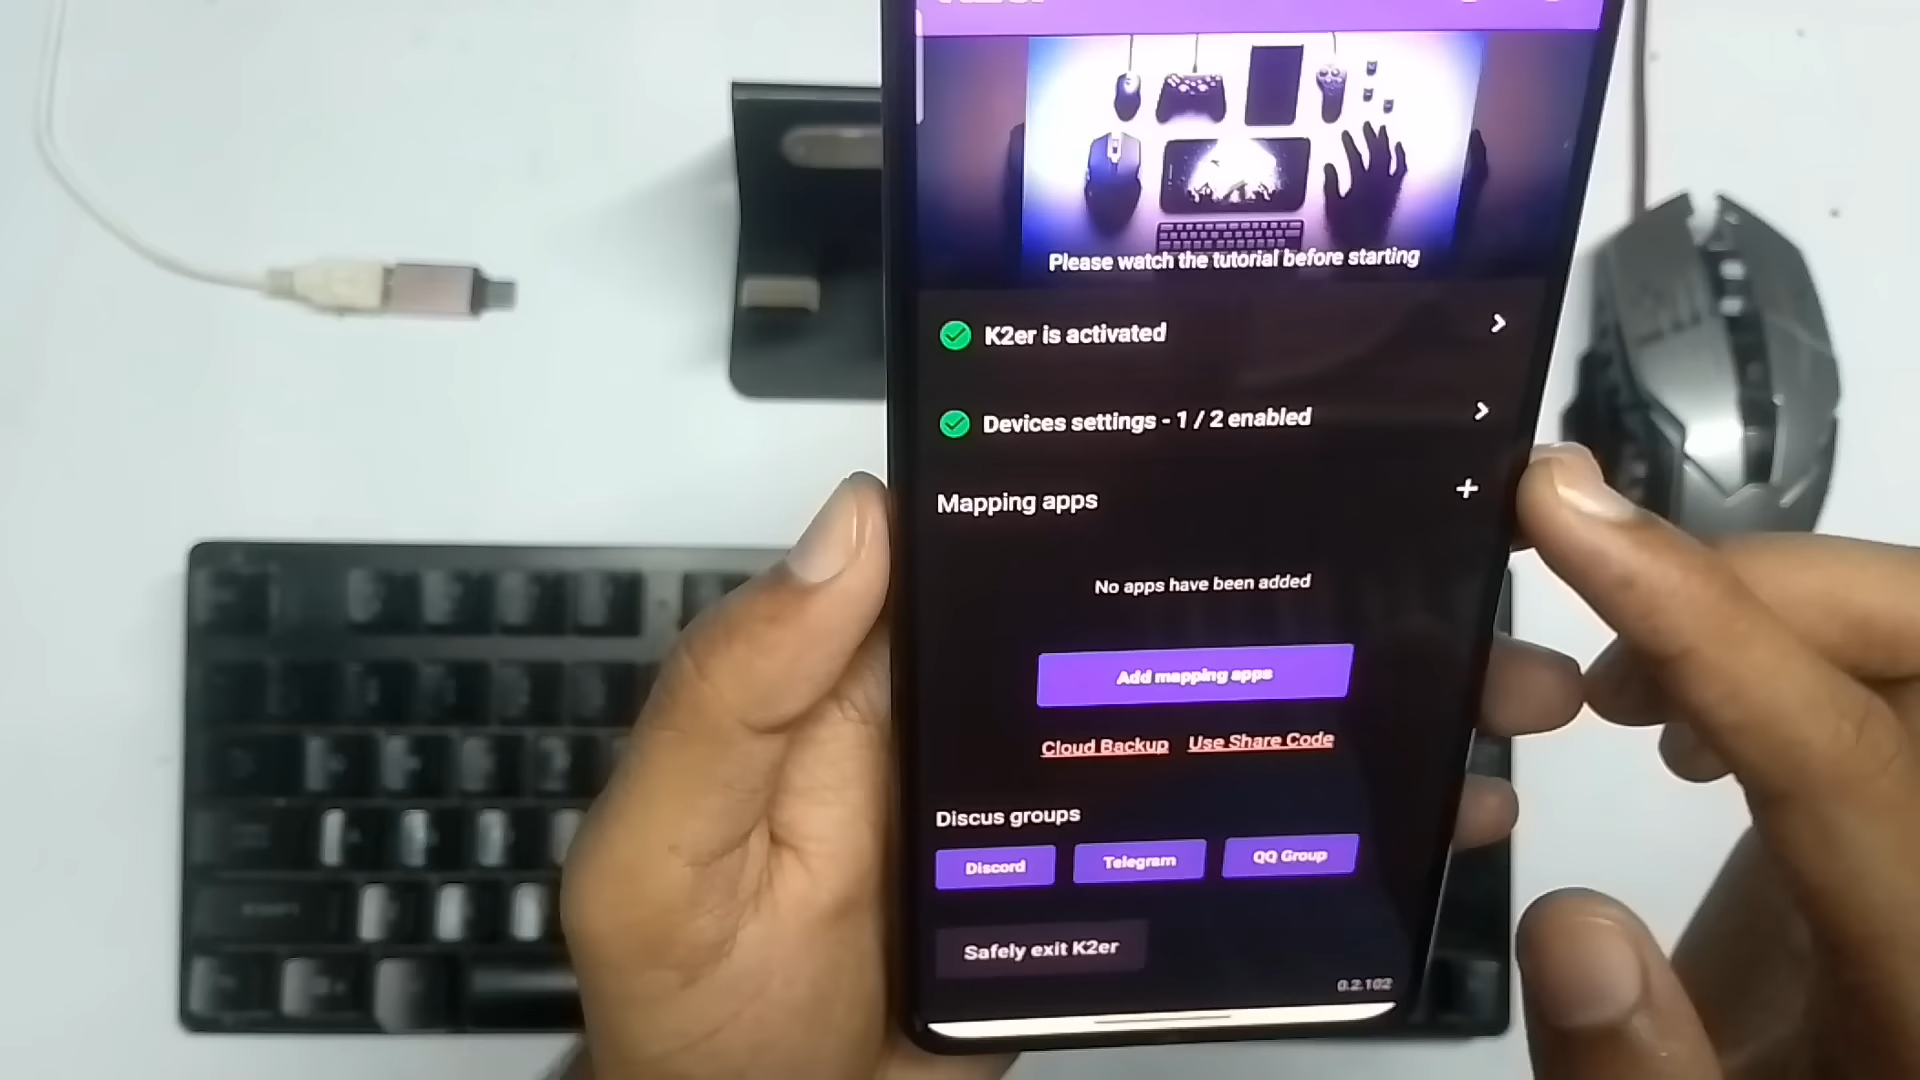 Please watch the tutorial before starting
K2er is activated
Devices settings - 1 / 2 enabled
Mapping apps
+
No apps have been added
Add mapping apps
Cloud Backup Use Share Code
Discus groups
Discord Telegram QQ Group
Safely exit K2er
0.2.102